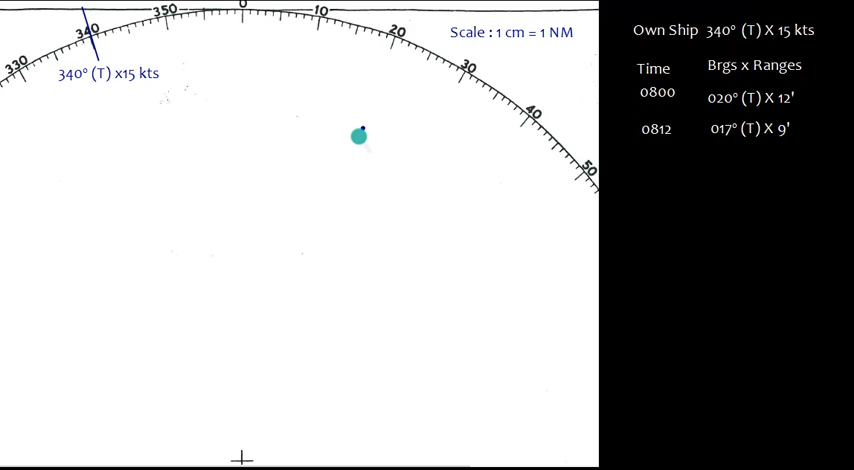 0
350
10
340
20
330
30
40
50
Scale : 1 cm = 1 NM
340° (T) x15 kts
Own Ship 340° (T) X 15 kts
Time Brgs x Ranges
0800 020° (T) X 12'
0812 017° (T) X 9'